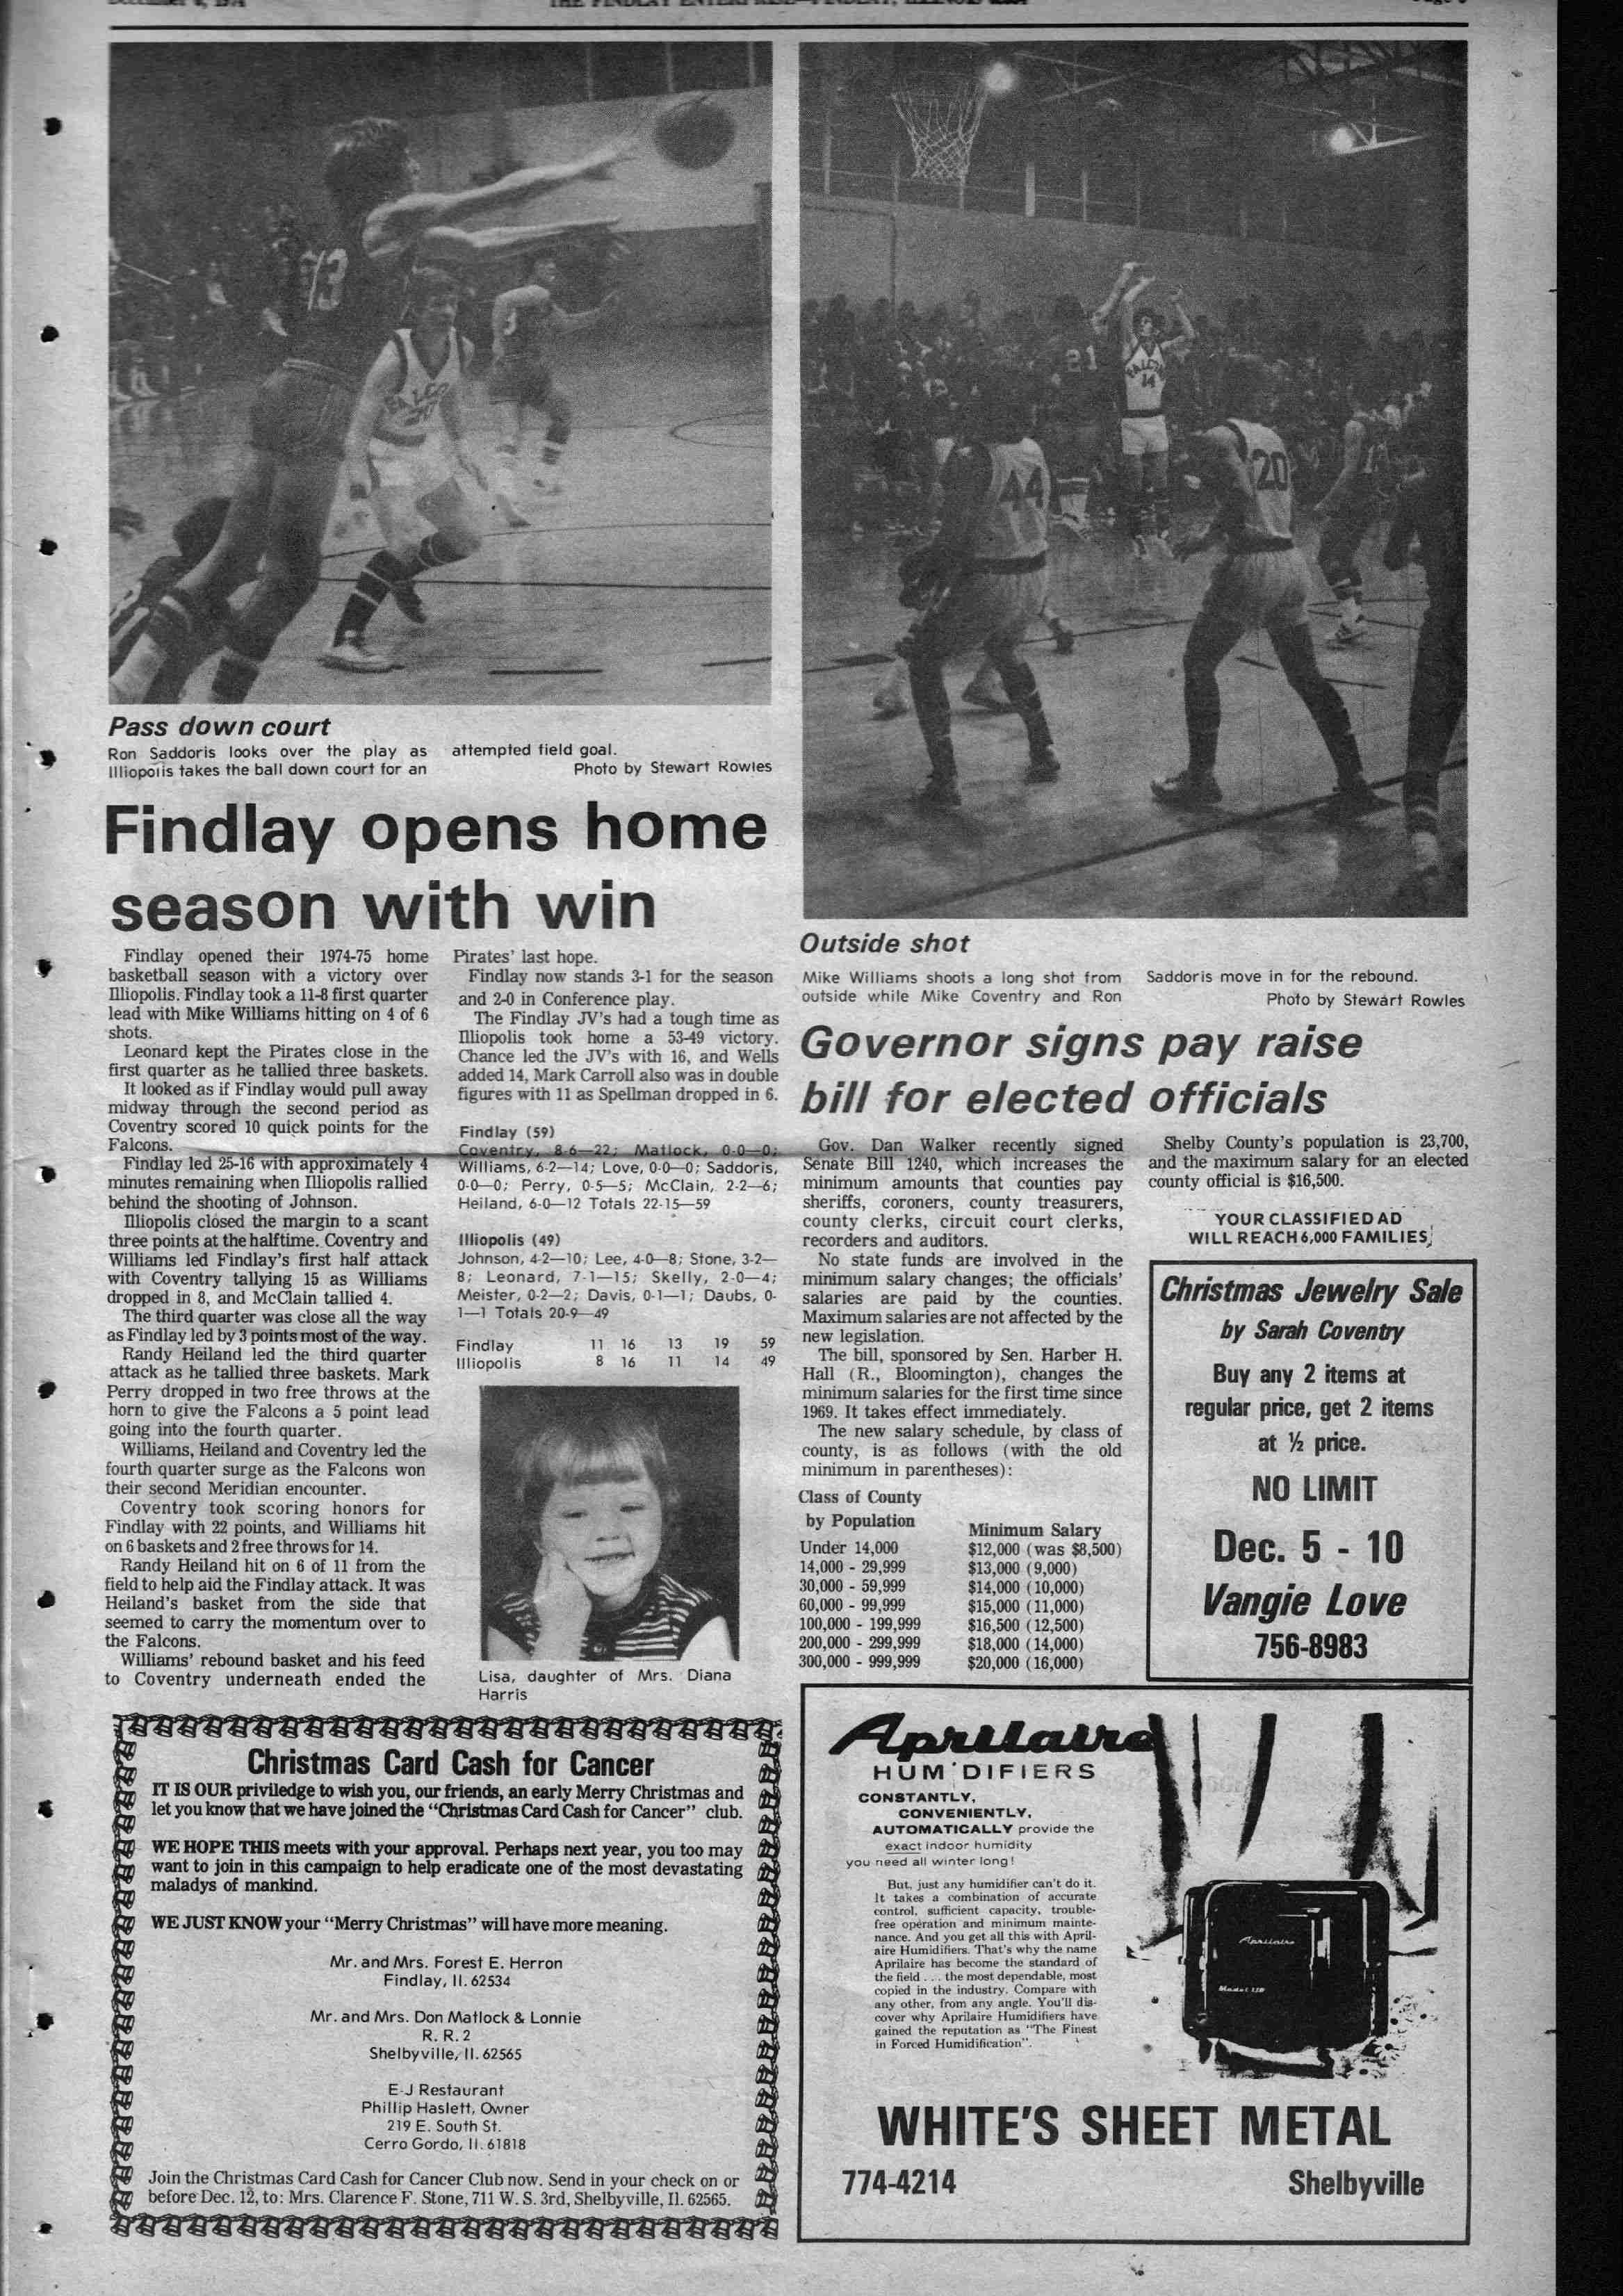 THE FINDLAY ENTERPRISE—FINDLAY, ILLINOIS
13
FALCO
21
FALCO
14
44
20
13
Pass down court
Ron Saddoris looks over the play as
Illiopolis takes the ball down court for an
attempted field goal.
Photo by Stewart Rowles
Findlay opens home
season with win
Findlay opened their 1974-75 home
basketball season with a victory over
Illiopolis. Findlay took a 11-8 first quarter
lead with Mike Williams hitting on 4 of 6
shots.
Leonard kept the Pirates close in the
first quarter as he tallied three baskets.
It looked as if Findlay would pull away
midway through the second period as
Coventry scored 10 quick points for the
Falcons.
Findlay led 25-16 with approximately 4
minutes remaining when Illiopolis rallied
behind the shooting of Johnson.
Illiopolis closed the margin to a scant
three points at the halftime. Coventry and
Williams led Findlay's first half attack
with Coventry tallying 15 as Williams
dropped in 8, and McClain tallied 4.
The third quarter was close all the way
as Findlay led by 3 points most of the way.
Randy Heiland led the third quarter
attack as he tallied three baskets. Mark
Perry dropped in two free throws at the
horn to give the Falcons a 5 point lead
going into the fourth quarter.
Williams, Heiland and Coventry led the
fourth quarter surge as the Falcons won
their second Meridian encounter.
Coventry took scoring honors for
Findlay with 22 points, and Williams hit
on 6 baskets and 2 free throws for 14.
Randy Heiland hit on 6 of 11 from the
field to help aid the Findlay attack. It was
Heiland's basket from the side that
seemed to carry the momentum over to
the Falcons.
Williams' rebound basket and his feed
to Coventry underneath ended the
Pirates' last hope.
Findlay now stands 3-1 for the season
and 2-0 in Conference play.
The Findlay JV's had a tough time as
Illiopolis took home a 53-49 victory.
Chance led the JV's with 16, and Wells
added 14, Mark Carroll also was in double
figures with 11 as Spellman dropped in 6.
Findlay (59)
Coventry, 8-6—22; Matlock, 0-0—0;
Williams, 6-2—14; Love, 0-0—0; Saddoris,
0-0—0; Perry, 0-5—5; McClain, 2-2—6;
Heiland, 6-0—12 Totals 22-15—59
Illiopolis (49)
Johnson, 4-2—10; Lee, 4-0—8; Stone, 3-2—
8; Leonard, 7-1—15; Skelly, 2-0—4;
Meister, 0-2—2; Davis, 0-1—1; Daubs, 0-
1—1 Totals 20-9—49
Findlay 11 16 13 19 59
Illiopolis 8 16 11 14 49
Lisa, daughter of Mrs. Diana
Harris
Outside shot
Mike Williams shoots a long shot from
outside while Mike Coventry and Ron
Saddoris move in for the rebound.
Photo by Stewart Rowles
Governor signs pay raise
bill for elected officials
Gov. Dan Walker recently signed
Senate Bill 1240, which increases the
minimum amounts that counties pay
sheriffs, coroners, county treasurers,
county clerks, circuit court clerks,
recorders and auditors.
No state funds are involved in the
minimum salary changes; the officials'
salaries are paid by the counties.
Maximum salaries are not affected by the
new legislation.
The bill, sponsored by Sen. Harber H.
Hall (R., Bloomington), changes the
minimum salaries for the first time since
1969. It takes effect immediately.
The new salary schedule, by class of
county, is as follows (with the old
minimum in parentheses):
Class of County
by Population Minimum Salary
Under 14,000 $12,000 (was $8,500)
14,000 - 29,999 $13,000 (9,000)
30,000 - 59,999 $14,000 (10,000)
60,000 - 99,999 $15,000 (11,000)
100,000 - 199,999 $16,500 (12,500)
200,000 - 299,999 $18,000 (14,000)
300,000 - 999,999 $20,000 (16,000)
Shelby County's population is 23,700,
and the maximum salary for an elected
county official is $16,500.
YOUR CLASSIFIED AD
WILL REACH 6,000 FAMILIES
Christmas Jewelry Sale
by Sarah Coventry
Buy any 2 items at
regular price, get 2 items
at ½ price.
NO LIMIT
Dec. 5 - 10
Vangie Love
756-8983
Christmas Card Cash for Cancer
IT IS OUR priviledge to wish you, our friends, an early Merry Christmas and
let you know that we have joined the "Christmas Card Cash for Cancer" club.
WE HOPE THIS meets with your approval. Perhaps next year, you too may
want to join in this campaign to help eradicate one of the most devastating
maladys of mankind.
WE JUST KNOW your "Merry Christmas" will have more meaning.
Mr. and Mrs. Forest E. Herron
Findlay, Il. 62534
Mr. and Mrs. Don Matlock & Lonnie
R. R. 2
Shelbyville, Il. 62565
E-J Restaurant
Phillip Haslett, Owner
219 E. South St.
Cerro Gordo, Il. 61818
Join the Christmas Card Cash for Cancer Club now. Send in your check on or
before Dec. 12, to: Mrs. Clarence F. Stone, 711 W. S. 3rd, Shelbyville, Il. 62565.
Aprilaire
HUMIDIFIERS
CONSTANTLY,
CONVENIENTLY,
AUTOMATICALLY provide the
exact indoor humidity
you need all winter long!
But, just any humidifier can't do it.
It takes a combination of accurate
control, sufficient capacity, trouble-
free operation and minimum mainte-
nance. And you get all this with April-
aire Humidifiers. That's why the name
Aprilaire has become the standard of
the field . . . the most dependable, most
copied in the industry. Compare with
any other, from any angle. You'll dis-
cover why Aprilaire Humidifiers have
gained the reputation as "The Finest
in Forced Humidification".
Aprilaire
WHITE'S SHEET METAL
774-4214 Shelbyville